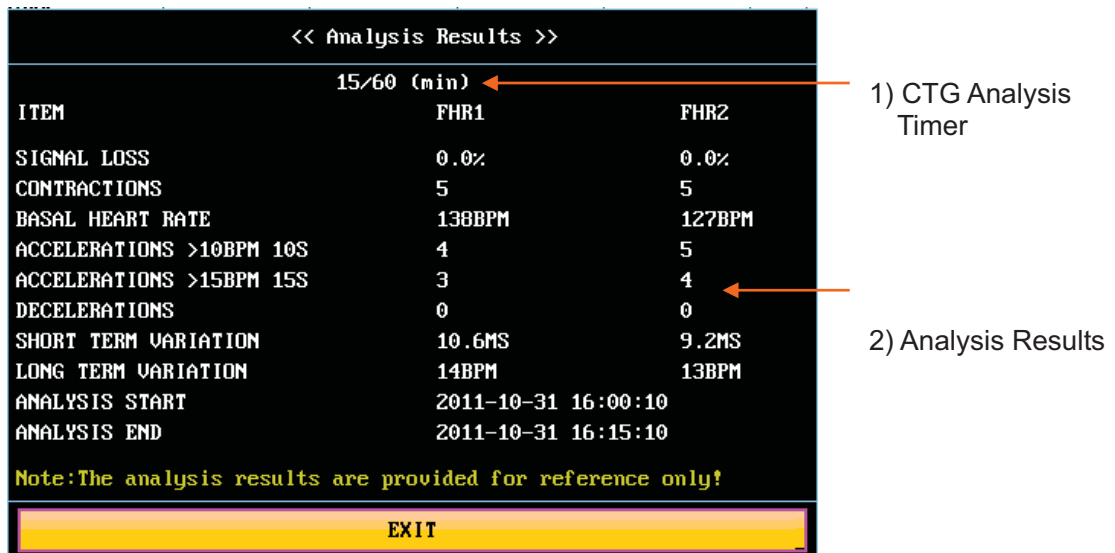 << Analysis Results >>
15/60 (min)
ITEM FHR1 FHR2
SIGNAL LOSS 0.0% 0.0%
CONTRACTIONS 5 5
BASAL HEART RATE 138BPM 127BPM
ACCELERATIONS >10BPM 10S 4 5
ACCELERATIONS >15BPM 15S 3 4
DECELERATIONS 0 0
SHORT TERM VARIATION 10.6MS 9.2MS
LONG TERM VARIATION 14BPM 13BPM
ANALYSIS START 2011-10-31 16:00:10
ANALYSIS END 2011-10-31 16:15:10
Note:The analysis results are provided for reference only!
EXIT
1) CTG Analysis
Timer
2) Analysis Results